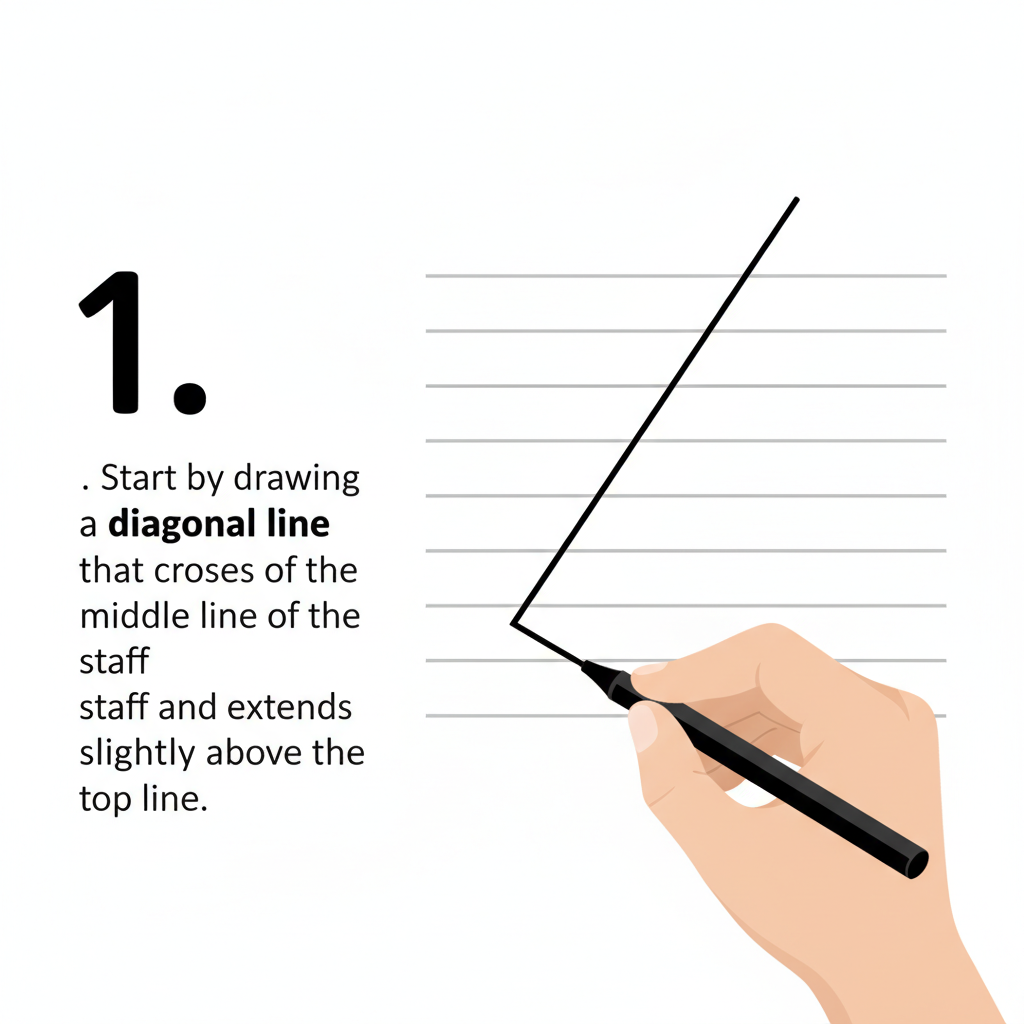 1.
. Start by drawing
a diagonal line
that croses of the
middle line of the
staff
staff and extends
slightly above the
top line.